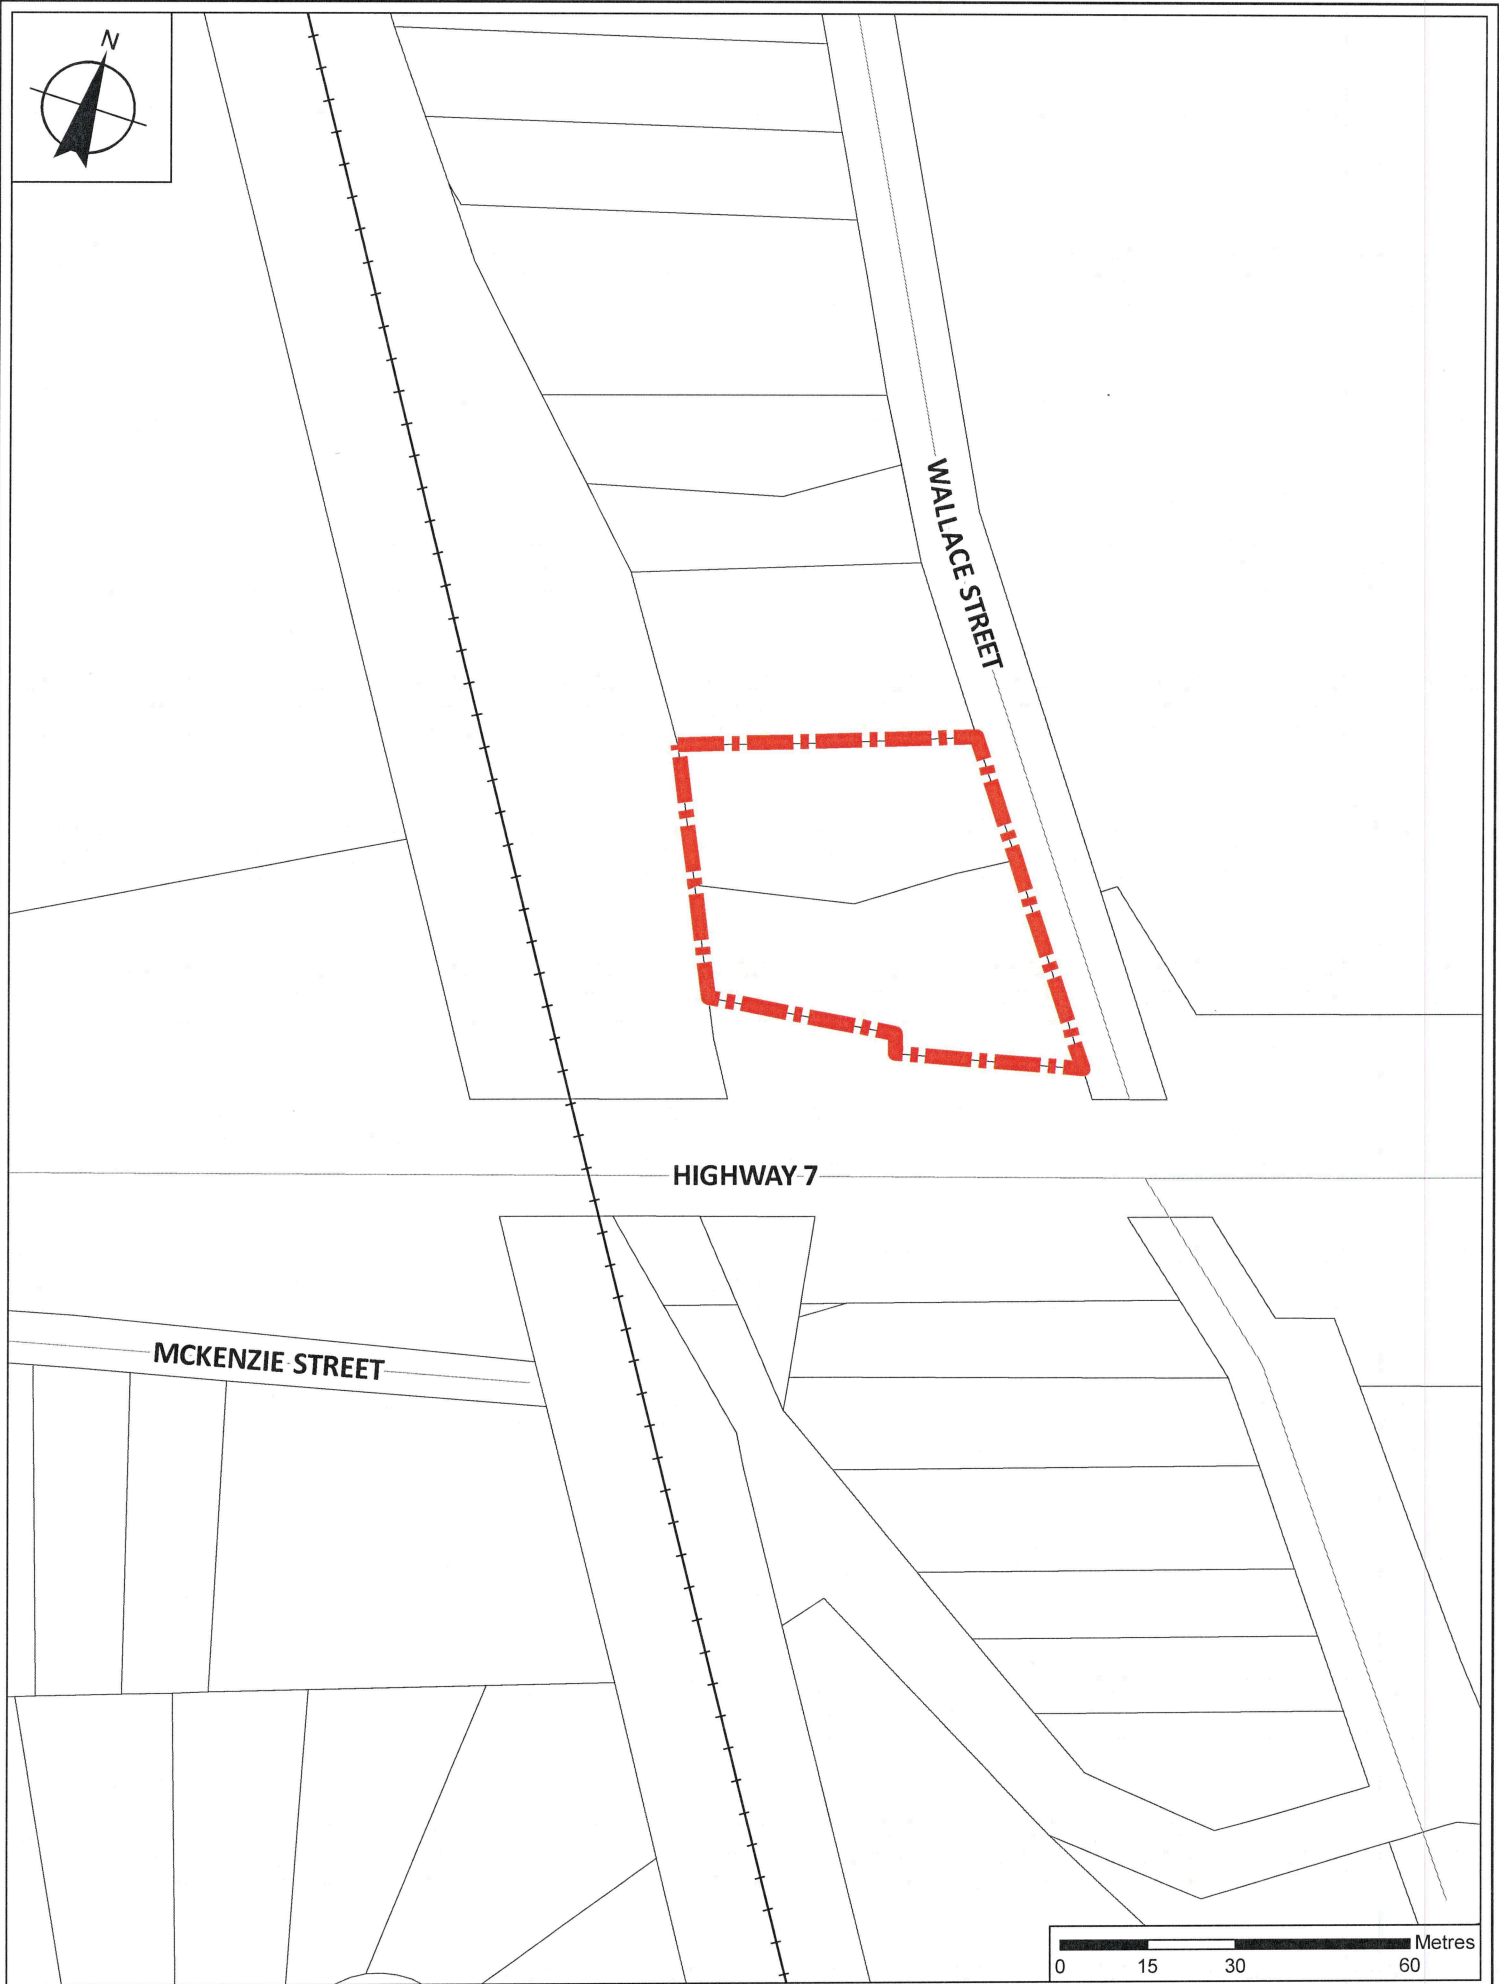 N
WALLACE STREET
HIGHWAY 7
MCKENZIE STREET
Metres
0 15 30 60